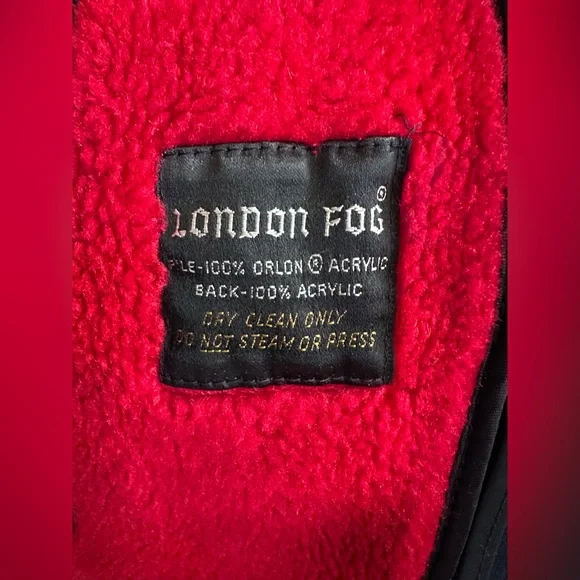 LONDON FOG®
PILE-100% ORLON ® ACRYLIC
BACK-100% ACRYLIC
DRY CLEAN ONLY
DO NOT STEAM OR PRESS